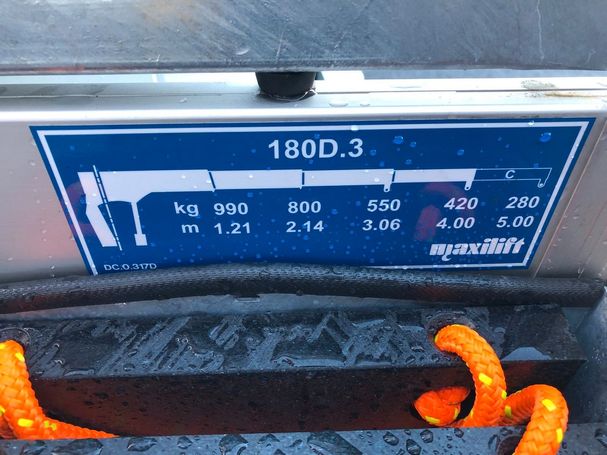 180D.3
C
kg 990 800 550 420 280
m 1.21 2.14 3.06 4.00 5.00
maxilift
DC.0.317D